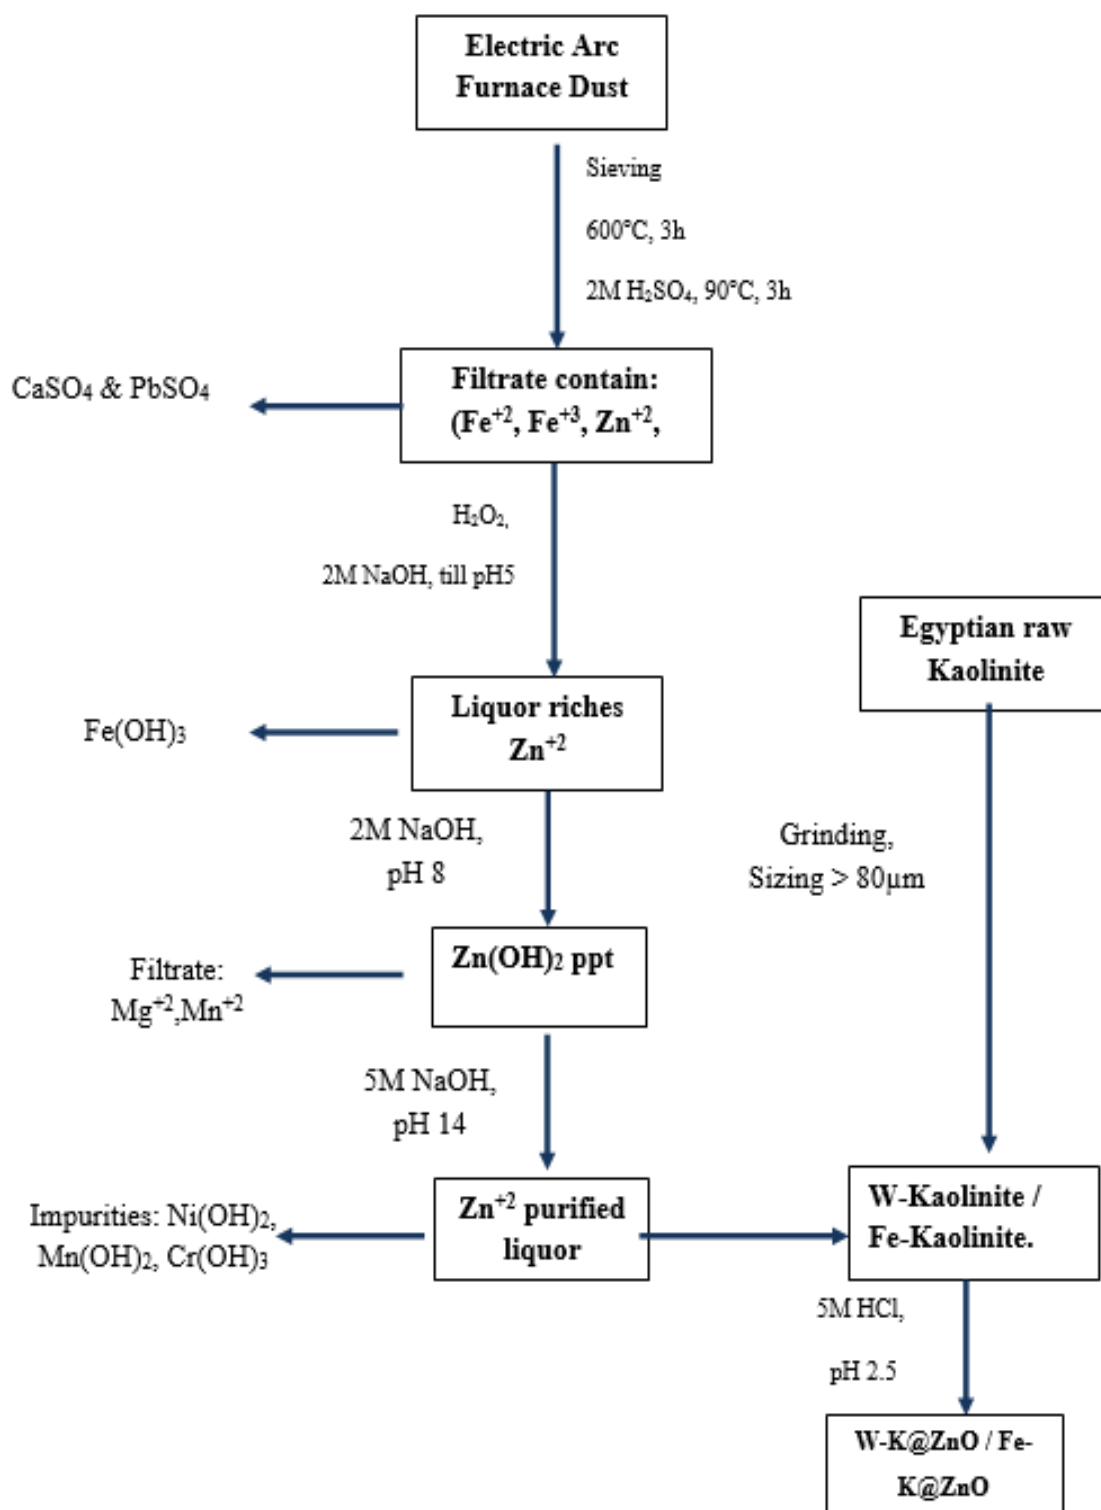 Electric Arc
Furnace Dust
Sieving
600°C, 3h
2M H₂SO₄, 90°C, 3h
CaSO₄ & PbSO₄
Filtrate contain:
(Fe⁺², Fe⁺³, Zn⁺²,
H₂O₂,
2M NaOH, till pH5
Egyptian raw
Kaolinite
Fe(OH)₃
Liquor riches
Zn⁺²
2M NaOH,
pH 8
Grinding,
Sizing > 80µm
Filtrate:
Mg⁺²,Mn⁺²
Zn(OH)₂ ppt
5M NaOH,
pH 14
Impurities: Ni(OH)₂,
Mn(OH)₂, Cr(OH)₃
Zn⁺² purified
liquor
W-Kaolinite /
Fe-Kaolinite.
5M HCl,
pH 2.5
W-K@ZnO / Fe-
K@ZnO